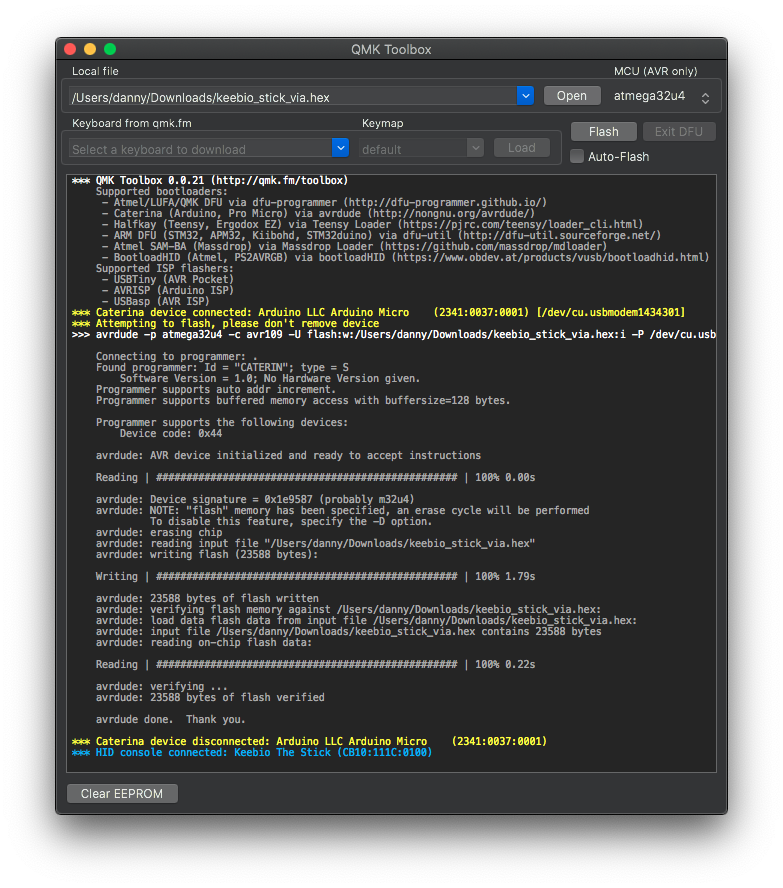 QMK Toolbox
Local file
MCU (AVR only)
/Users/danny/Downloads/keebio_stick_via.hex
Open
atmega32u4
Keyboard from qmk.fm
Keymap
Flash
Exit DFU
Select a keyboard to download
default
Load
Auto-Flash
*** QMK Toolbox 0.0.21 (http://qmk.fm/toolbox)
Supported bootloaders:
- Atmel/LUFA/QMK DFU via dfu-programmer (http://dfu-programmer.github.io/)
- Caterina (Arduino, Pro Micro) via avrdude (http://nongnu.org/avrdude/)
- Halfkay (Teensy, Ergodox EZ) via Teensy Loader (https://pjrc.com/teensy/loader_cli.html)
- ARM DFU (STM32, APM32, Kiibohd, STM32duino) via dfu-util (http://dfu-util.sourceforge.net/)
- Atmel SAM-BA (Massdrop) via Massdrop Loader (https://github.com/massdrop/mdloader)
- BootloadHID (Atmel, PS2AVRGB) via bootloadHID (https://www.obdev.at/products/vusb/bootloadhid.html)
Supported ISP flashers:
- USBTiny (AVR Pocket)
- AVRISP (Arduino ISP)
- USBasp (AVR ISP)
*** Caterina device connected: Arduino LLC Arduino Micro (2341:0037:0001) [/dev/cu.usbmodem1434301]
*** Attempting to flash, please don't remove device
>>> avrdude -p atmega32u4 -c avr109 -U flash:w:/Users/danny/Downloads/keebio_stick_via.hex:i -P /dev/cu.usb
Connecting to programmer: .
Found programmer: Id = "CATERIN"; type = S
Software Version = 1.0; No Hardware Version given.
Programmer supports auto addr increment.
Programmer supports buffered memory access with buffersize=128 bytes.
Programmer supports the following devices:
Device code: 0x44
avrdude: AVR device initialized and ready to accept instructions
Reading | ################################################## | 100% 0.00s
avrdude: Device signature = 0x1e9587 (probably m32u4)
avrdude: NOTE: "flash" memory has been specified, an erase cycle will be performed
To disable this feature, specify the -D option.
avrdude: erasing chip
avrdude: reading input file "/Users/danny/Downloads/keebio_stick_via.hex"
avrdude: writing flash (23588 bytes):
Writing | ################################################## | 100% 1.79s
avrdude: 23588 bytes of flash written
avrdude: verifying flash memory against /Users/danny/Downloads/keebio_stick_via.hex:
avrdude: load data flash data from input file /Users/danny/Downloads/keebio_stick_via.hex:
avrdude: input file /Users/danny/Downloads/keebio_stick_via.hex contains 23588 bytes
avrdude: reading on-chip flash data:
Reading | ################################################## | 100% 0.22s
avrdude: verifying ...
avrdude: 23588 bytes of flash verified
avrdude done.  Thank you.
*** Caterina device disconnected: Arduino LLC Arduino Micro (2341:0037:0001)
*** HID console connected: Keebio The Stick (CB10:111C:0100)
Clear EEPROM